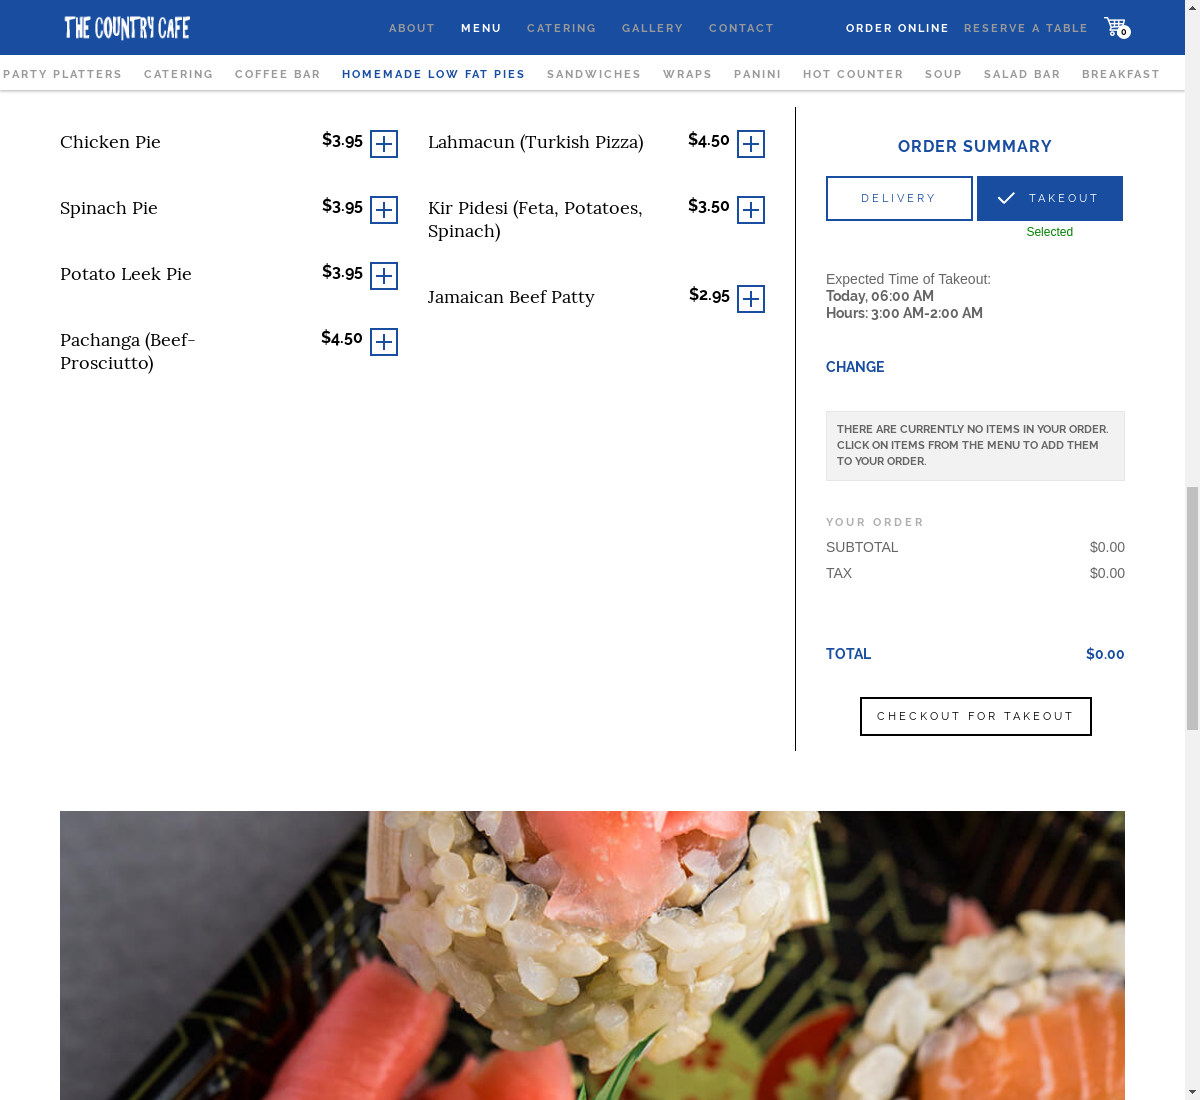 THE COUNTRY CAFE
ABOUT MENU CATERING GALLERY CONTACT ORDER ONLINE RESERVE A TABLE 0
PARTY PLATTERS CATERING COFFEE BAR HOMEMADE LOW FAT PIES SANDWICHES WRAPS PANINI HOT COUNTER SOUP SALAD BAR BREAKFAST
Chicken Pie $3.95
Spinach Pie $3.95
Potato Leek Pie $3.95
Pachanga (Beef-
Prosciutto) $4.50
Lahmacun (Turkish Pizza) $4.50
Kir Pidesi (Feta, Potatoes,
Spinach) $3.50
Jamaican Beef Patty $2.95
ORDER SUMMARY
DELIVERY TAKEOUT
Selected
Expected Time of Takeout:
Today, 06:00 AM
Hours: 3:00 AM-2:00 AM
CHANGE
THERE ARE CURRENTLY NO ITEMS IN YOUR ORDER.
CLICK ON ITEMS FROM THE MENU TO ADD THEM
TO YOUR ORDER.
YOUR ORDER
SUBTOTAL $0.00
TAX $0.00
TOTAL $0.00
CHECKOUT FOR TAKEOUT